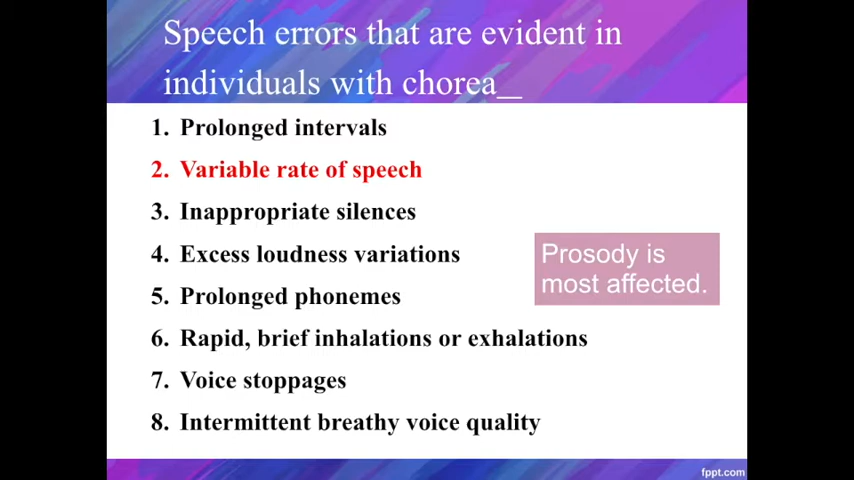 Speech errors that are evident in
individuals with chorea_
1. Prolonged intervals
2. Variable rate of speech
3. Inappropriate silences
4. Excess loudness variations
Prosody is
most affected.
5. Prolonged phonemes
6. Rapid, brief inhalations or exhalations
7. Voice stoppages
8. Intermittent breathy voice quality
fppt.com